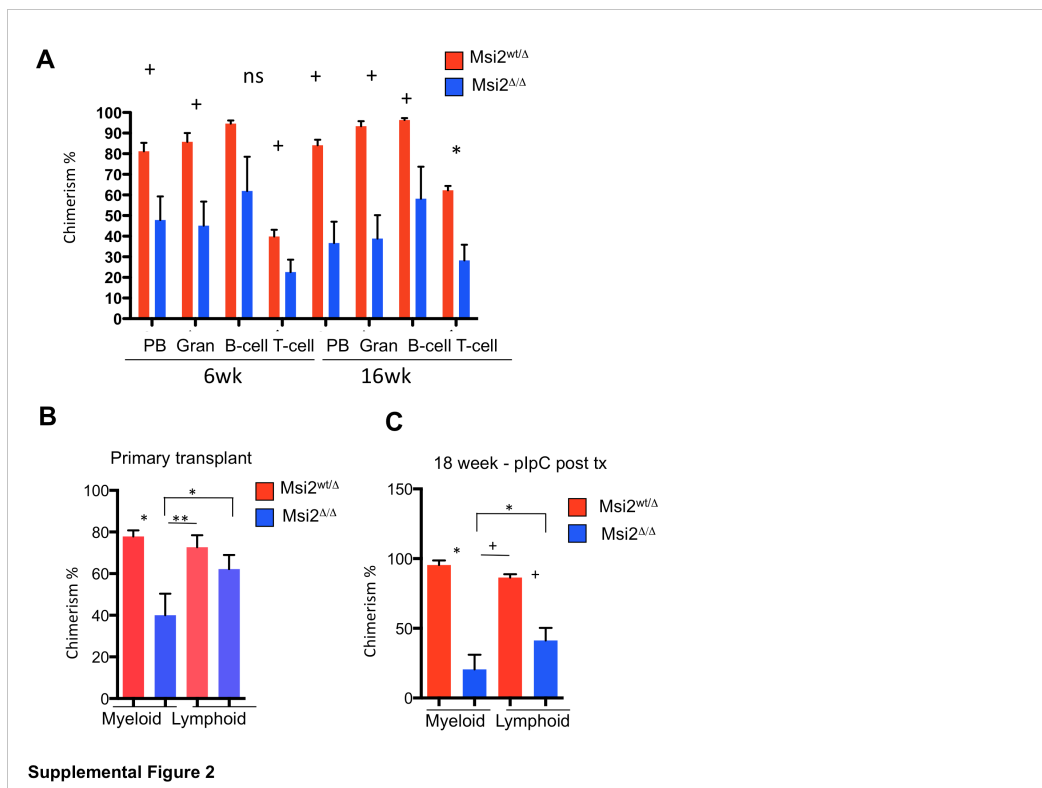 A
Msi2wt/Δ
Msi2Δ/Δ
+ + ns + + + + *
Chimerism %
100
90
80
70
60
50
40
30
20
10
0
PB Gran B-cell T-cell PB Gran B-cell T-cell
6wk 16wk
B
Primary transplant
Msi2wt/Δ
Msi2Δ/Δ
* ** *
Chimerism %
100
80
60
40
20
0
Myeloid Lymphoid
C
18 week - pIpC post tx
Msi2wt/Δ
Msi2Δ/Δ
* + * +
Chimerism %
150
100
50
0
Myeloid Lymphoid
Supplemental Figure 2